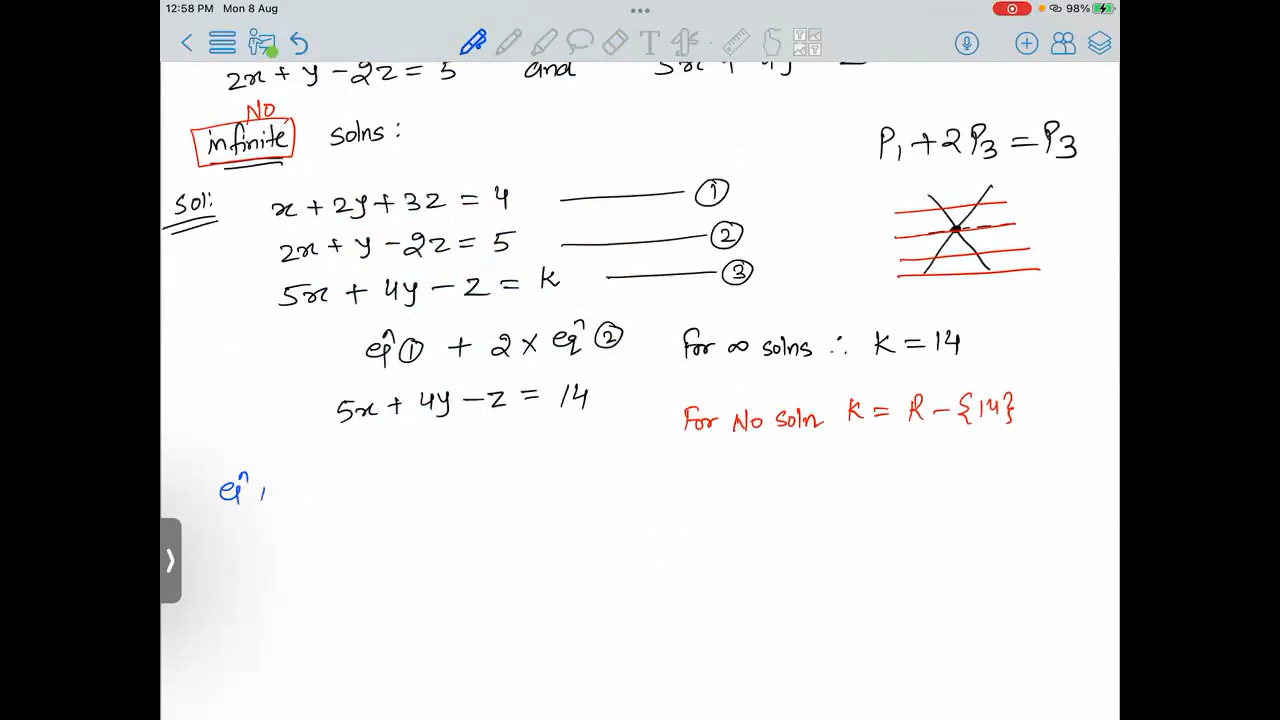 12:58 PM Mon 8 Aug
98%
T
2x + y - 2z = 5 and
NO
infinite solns :
P₁ + 2P₃ = P₃
Sol:
x + 2y + 3z = 4 ——— ①
2x + y - 2z = 5 ——— ②
5x + 4y - z = k ——— ③
eqⁿ ① + 2 × eqⁿ ② For ∞ solns ∴ k = 14
5x + 4y - z = 14
For No soln k = R - {14}
eqⁿ